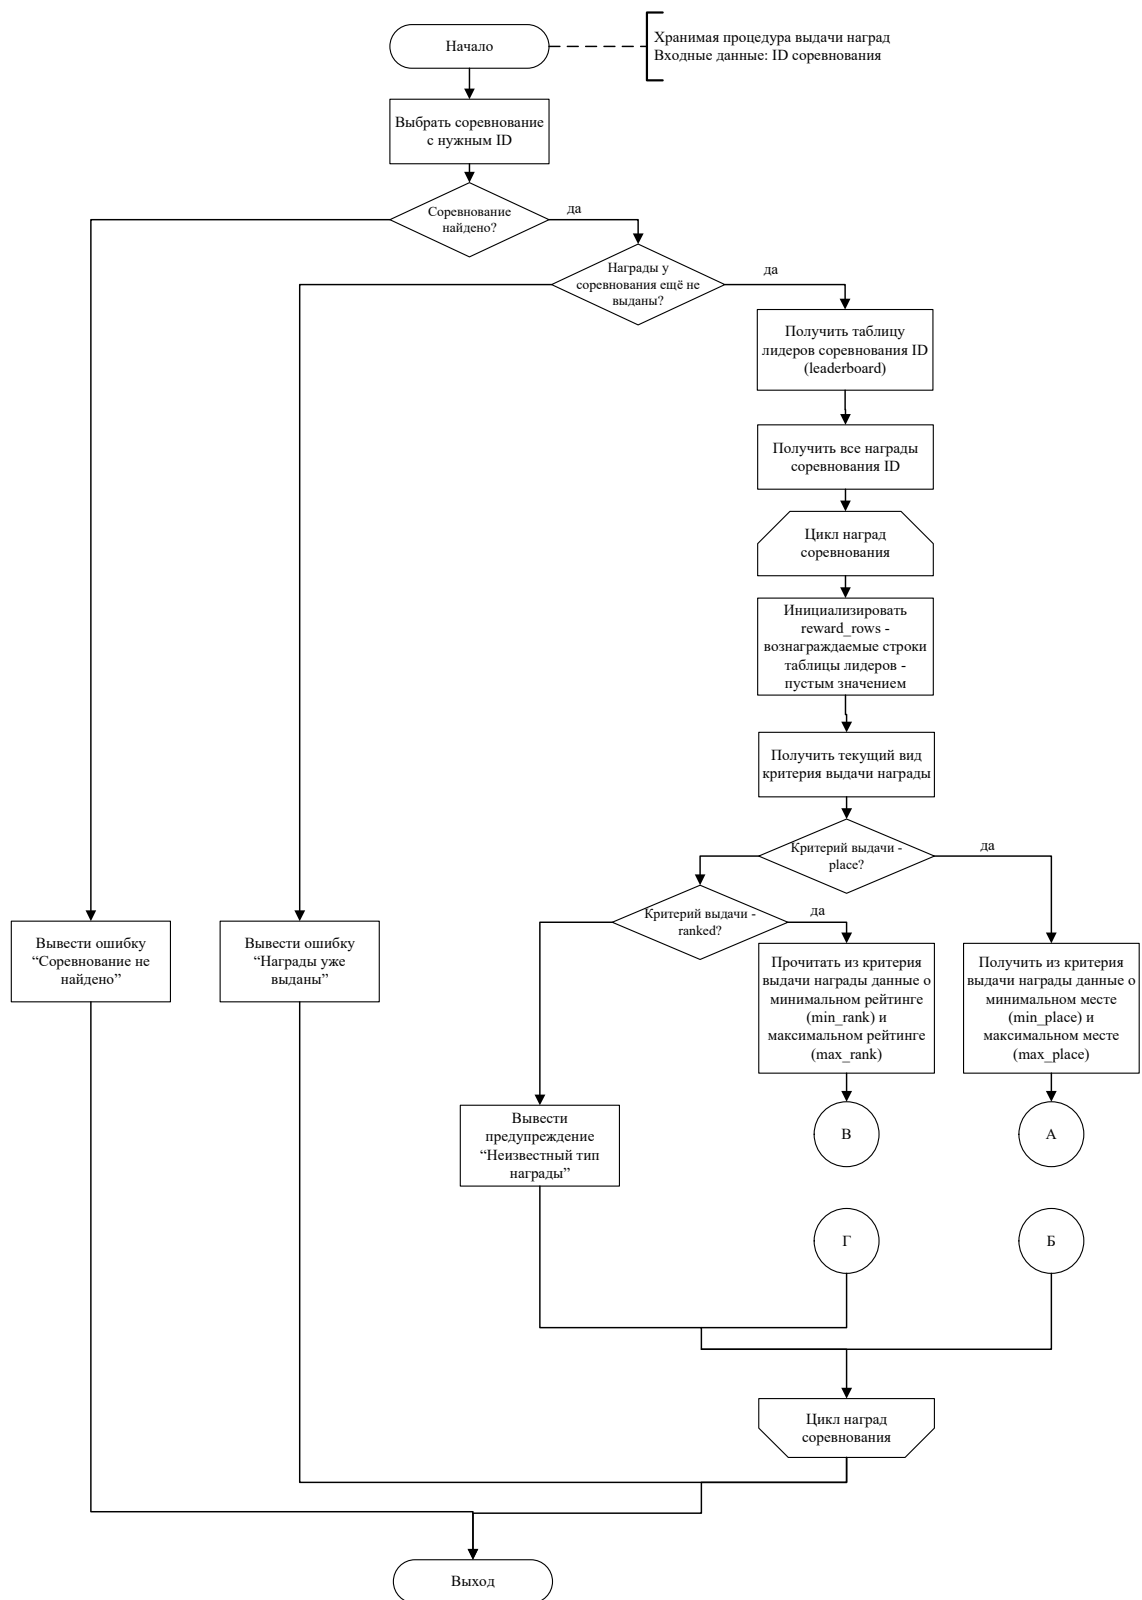 Начало
Хранимая процедура выдачи наград
Входные данные: ID соревнования
Выбрать соревнование
с нужным ID
Соревнование
найдено?
да
Награды у
соревнования ещё не
выданы?
да
Получить таблицу
лидеров соревнования ID
(leaderboard)
Получить все награды
соревнования ID
Цикл наград
соревнования
Инициализировать
reward_rows -
вознаграждаемые строки
таблицы лидеров -
пустым значением
Получить текущий вид
критерия выдачи награды
Критерий выдачи -
place?
да
Критерий выдачи -
ranked?
да
Вывести ошибку
“Соревнование не
найдено”
Вывести ошибку
“Награды уже
выданы”
Прочитать из критерия
выдачи награды данные о
минимальном рейтинге
(min_rank) и
максимальном рейтинге
(max_rank)
Получить из критерия
выдачи награды данные о
минимальном месте
(min_place) и
максимальном месте
(max_place)
Вывести
предупреждение
“Неизвестный тип
награды”
В
А
Г
Б
Цикл наград
соревнования
Выход